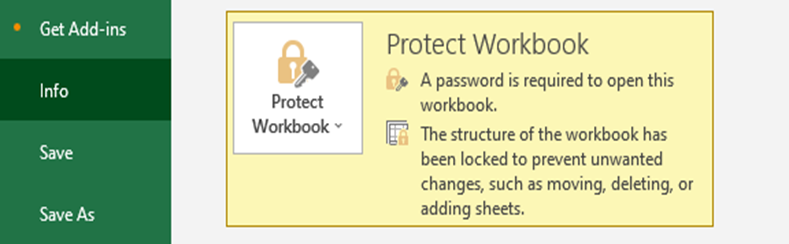 Get Add-ins
Info
Save
Save As
Protect
Workbook
Protect Workbook
A password is required to open this
workbook.
The structure of the workbook has
been locked to prevent unwanted
changes, such as moving, deleting, or
adding sheets.